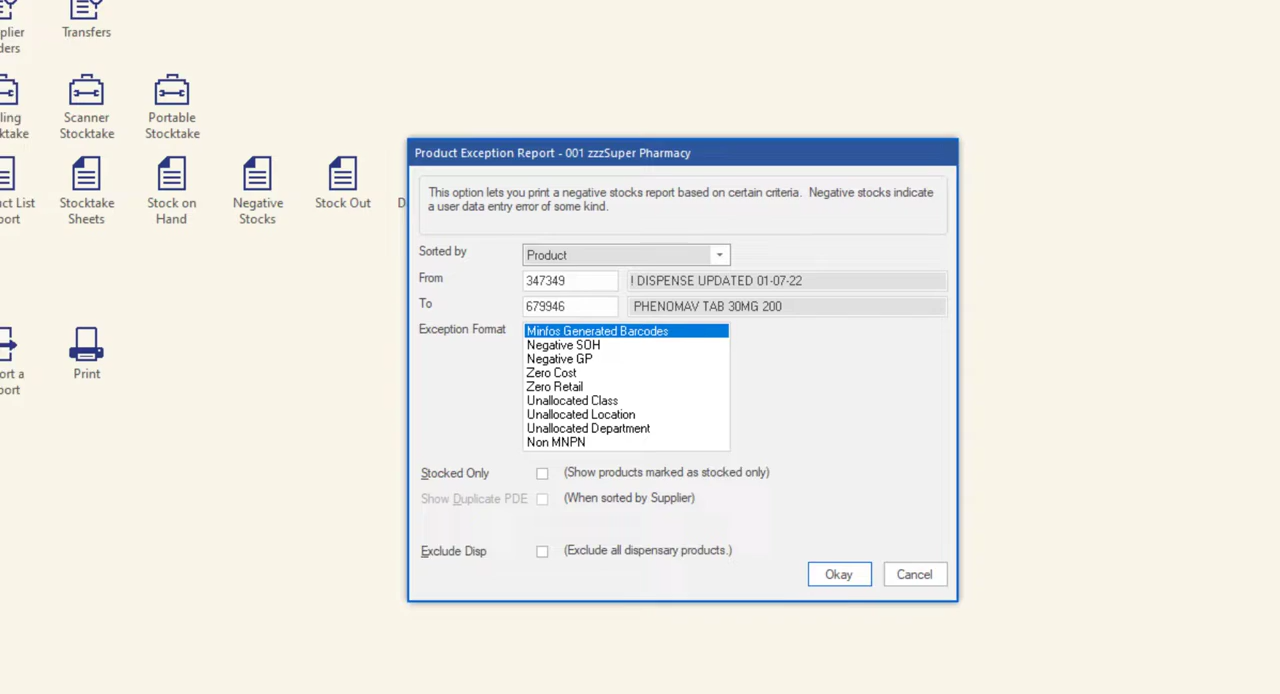 plier
ders
Transfers
ling
ktake
Scanner
Stocktake
Portable
Stocktake
ct List
port
Stocktake
Sheets
Stock on
Hand
Negative
Stocks
Stock Out
D
ort a
port
Print
Product Exception Report - 001 zzzSuper Pharmacy
This option lets you print a negative stocks report based on certain criteria. Negative stocks indicate
a user data entry error of some kind.
Sorted by Product
From 347349 ! DISPENSE UPDATED 01-07-22
To 679946 PHENOMAV TAB 30MG 200
Exception Format Minfos Generated Barcodes
Negative SOH
Negative GP
Zero Cost
Zero Retail
Unallocated Class
Unallocated Location
Unallocated Department
Non MNPN
Stocked Only (Show products marked as stocked only)
Show Duplicate PDE (When sorted by Supplier)
Exclude Disp (Exclude all dispensary products.)
Okay Cancel